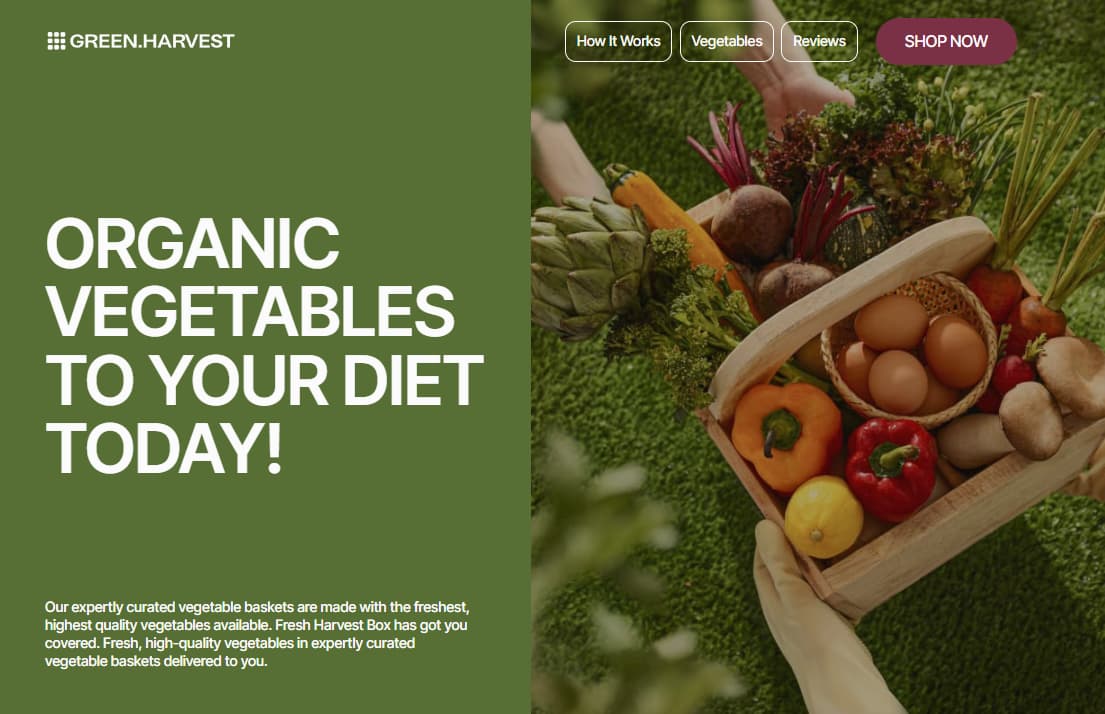 GREEN.HARVEST
How It Works
Vegetables
Reviews
SHOP NOW
ORGANIC
VEGETABLES
TO YOUR DIET
TODAY!
Our expertly curated vegetable baskets are made with the freshest,
highest quality vegetables available. Fresh Harvest Box has got you
covered. Fresh, high-quality vegetables in expertly curated
vegetable baskets delivered to you.